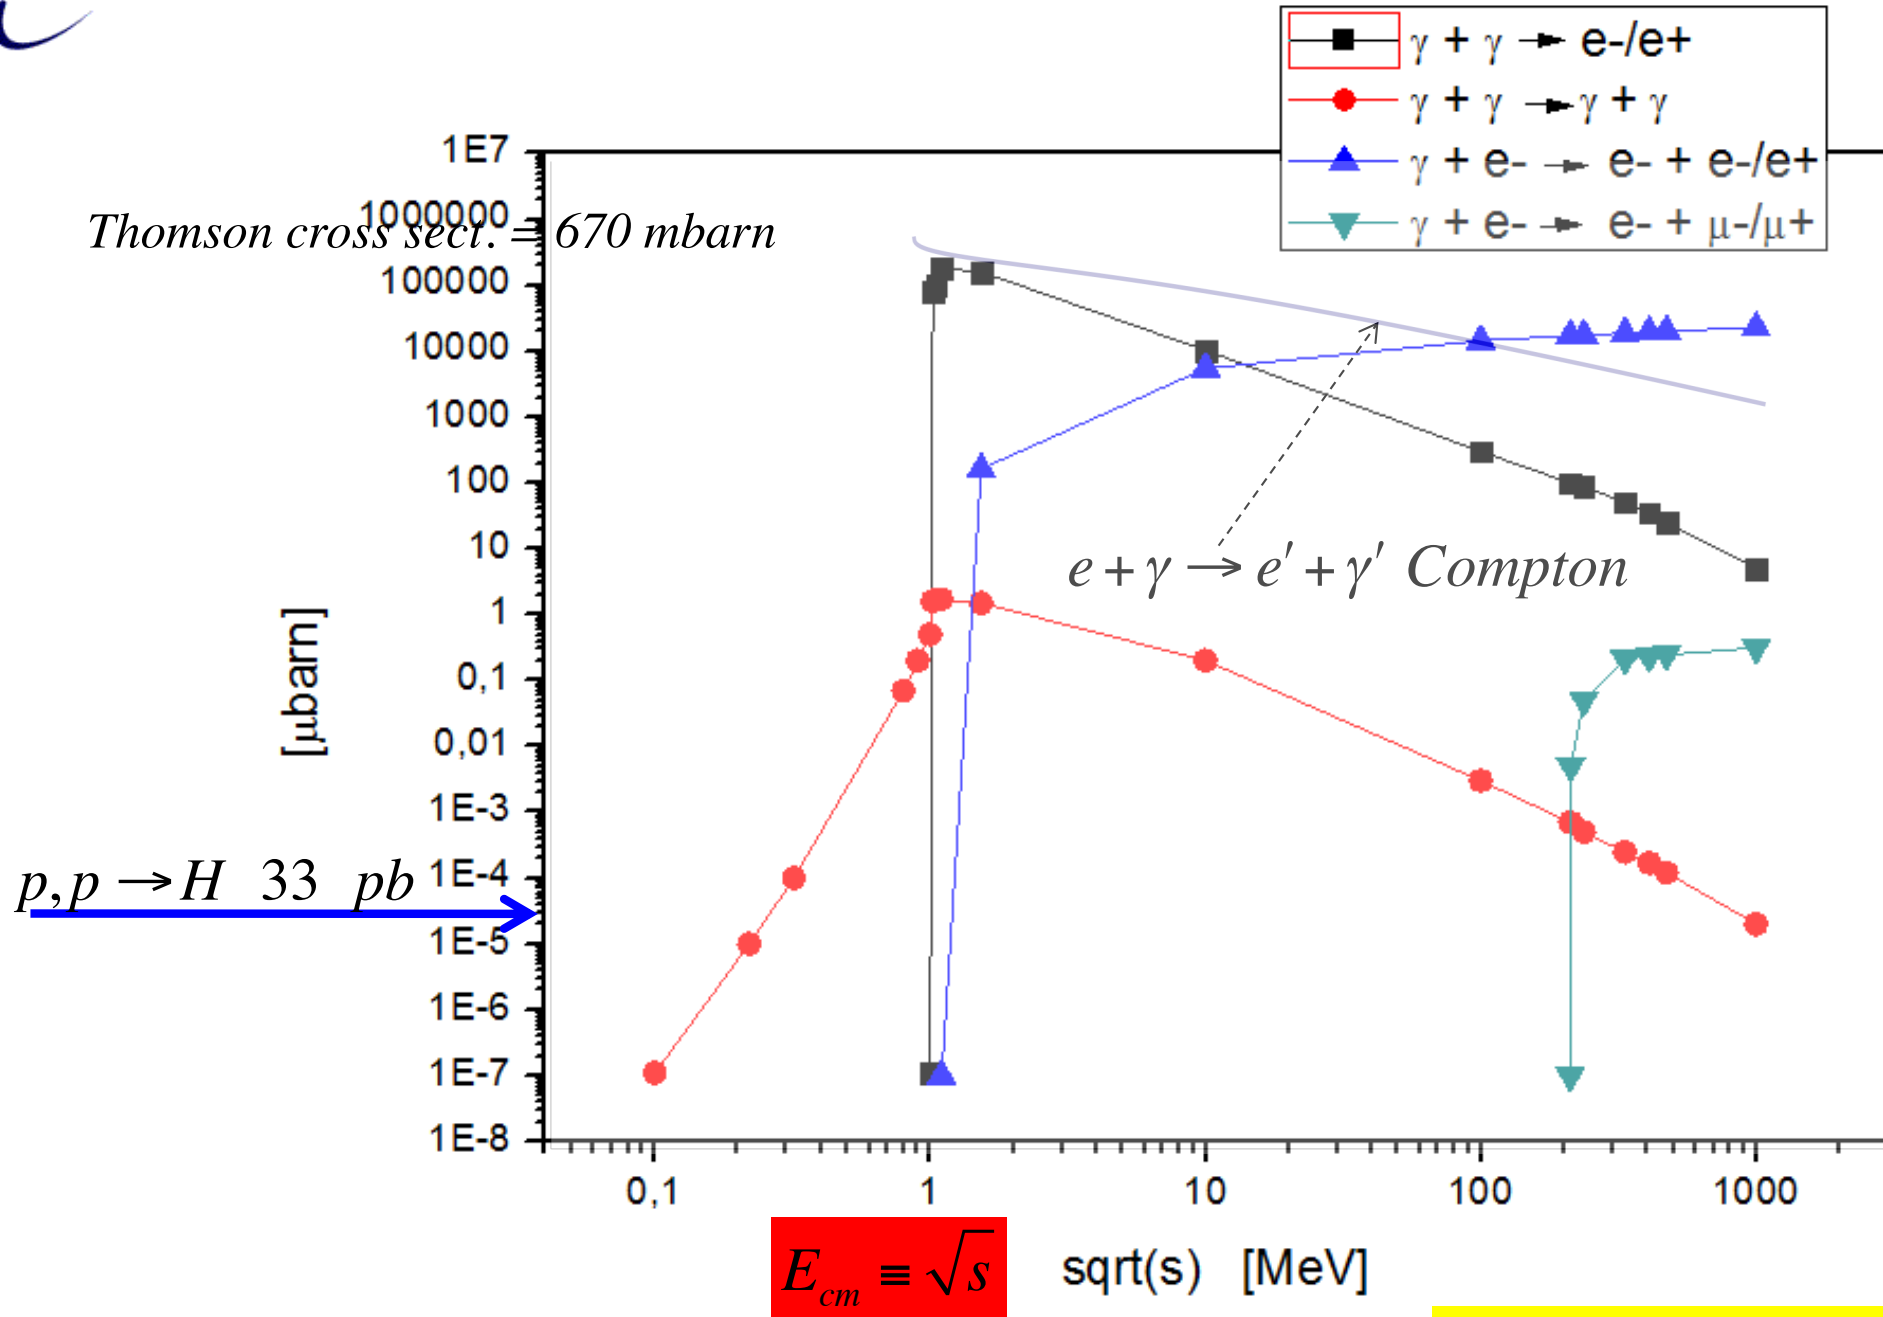 γ + γ → e-/e+
γ + γ → γ + γ
γ + e- → e- + e-/e+
γ + e- → e- + μ-/μ+
1E7
1000000
Thomson cross sect. = 670 mbarn
100000
10000
1000
100
10
e + γ → e′ + γ′ Compton
1
[μbarn]
0,1
0,01
1E-3
p,p → H 33 pb
1E-4
1E-5
1E-6
1E-7
1E-8
0,1 1 10 100 1000
E_cm ≡ √s sqrt(s) [MeV]